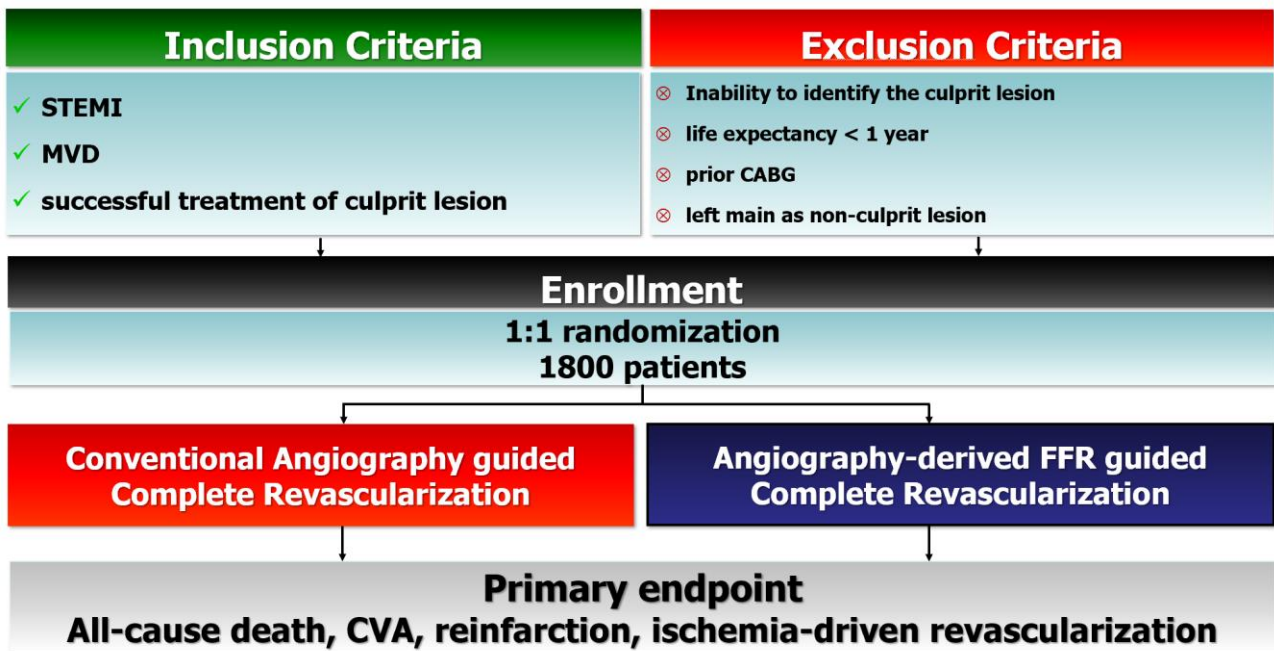 Inclusion Criteria
✓ STEMI
✓ MVD
✓ successful treatment of culprit lesion
Exclusion Criteria
⊗ Inability to identify the culprit lesion
⊗ life expectancy < 1 year
⊗ prior CABG
⊗ left main as non-culprit lesion
Enrollment
1:1 randomization
1800 patients
Conventional Angiography guided
Complete Revascularization
Angiography-derived FFR guided
Complete Revascularization
Primary endpoint
All-cause death, CVA, reinfarction, ischemia-driven revascularization